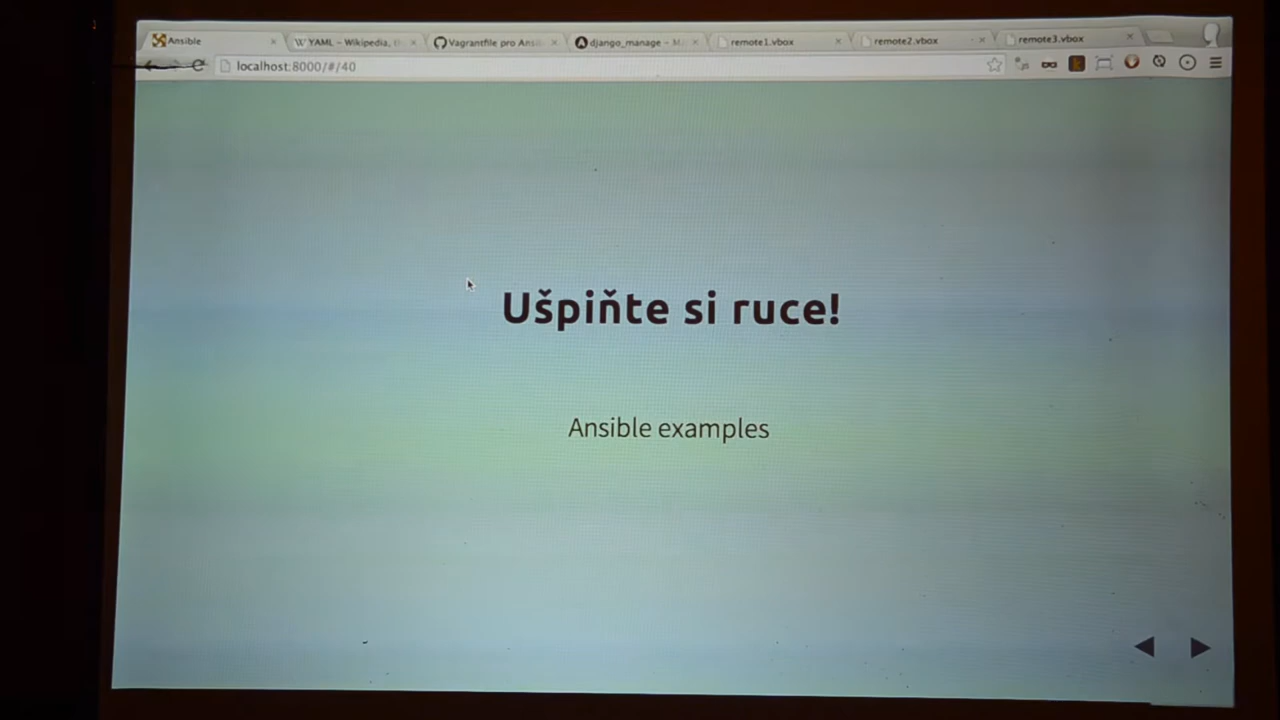 Ansible
YAML – Wikipedia,
Vagrantfile pro Ansi
django_manage – M
remote1.vbox
remote2.vbox
remote3.vbox
localhost:8000/#/40
Ušpiňte si ruce!
Ansible examples